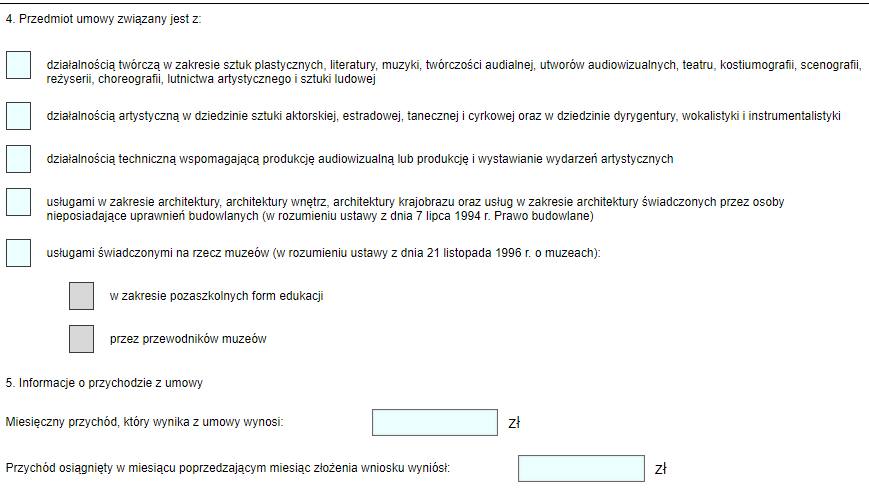 4. Przedmiot umowy związany jest z:
działalnością twórczą w zakresie sztuk plastycznych, literatury, muzyki, twórczości audialnej, utworów audiowizualnych, teatru, kostiumografii, scenografii,
reżyserii, choreografii, lutnictwa artystycznego i sztuki ludowej
działalnością artystyczną w dziedzinie sztuki aktorskiej, estradowej, tanecznej i cyrkowej oraz w dziedzinie dyrygentury, wokalistyki i instrumentalistyki
działalnością techniczną wspomagającą produkcję audiowizualną lub produkcję i wystawianie wydarzeń artystycznych
usługami w zakresie architektury, architektury wnętrz, architektury krajobrazu oraz usług w zakresie architektury świadczonych przez osoby
nieposiadające uprawnień budowlanych (w rozumieniu ustawy z dnia 7 lipca 1994 r. Prawo budowlane)
usługami świadczonymi na rzecz muzeów (w rozumieniu ustawy z dnia 21 listopada 1996 r. o muzeach):
w zakresie pozaszkolnych form edukacji
przez przewodników muzeów
5. Informacje o przychodzie z umowy
Miesięczny przychód, który wynika z umowy wynosi: zł
Przychód osiągnięty w miesiącu poprzedzającym miesiąc złożenia wniosku wyniósł: zł